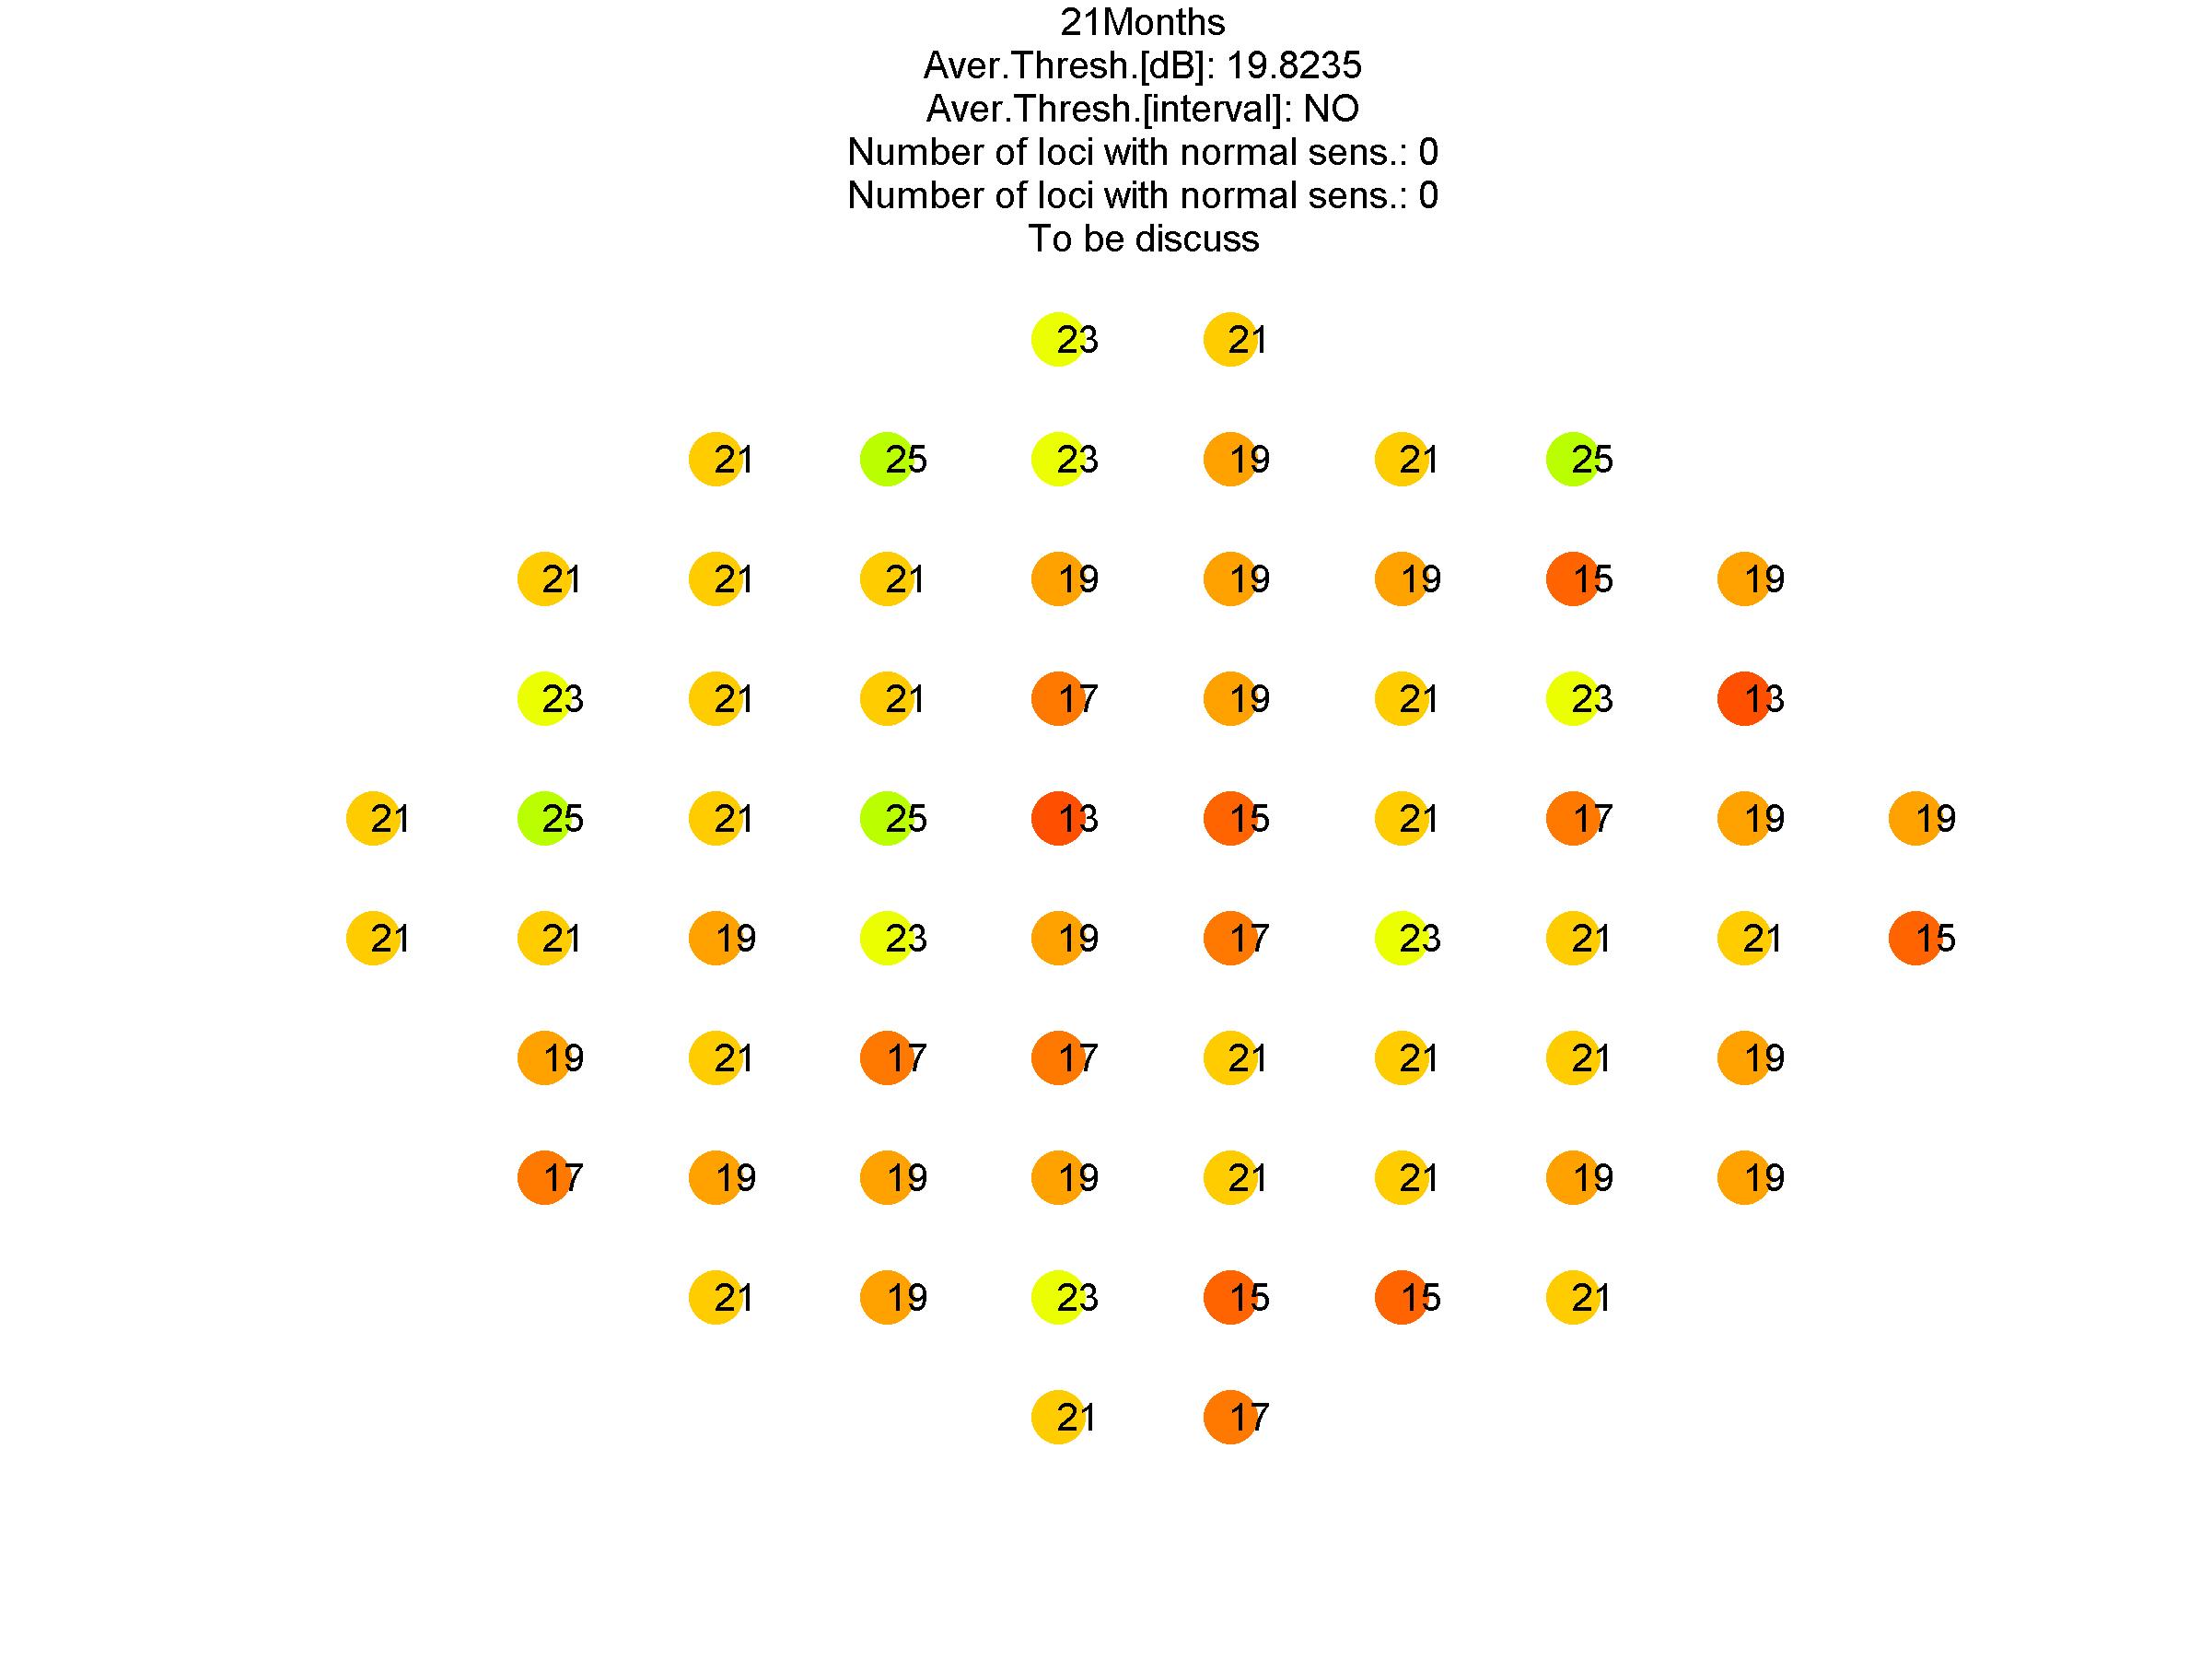 21Months
Aver.Thresh.[dB]: 19.8235
Aver.Thresh.[interval]: NO
Number of loci with normal sens.: 0
Number of loci with normal sens.: 0
To be discuss
23 21
21 25 23 19 21 25
21 21 21 19 19 19 15 19
23 21 21 17 19 21 23 13
21 25 21 25 13 15 21 17 19 19
21 21 19 23 19 17 23 21 21 15
19 21 17 17 21 21 21 19
17 19 19 19 21 21 19 19
21 19 23 15 15 21
21 17